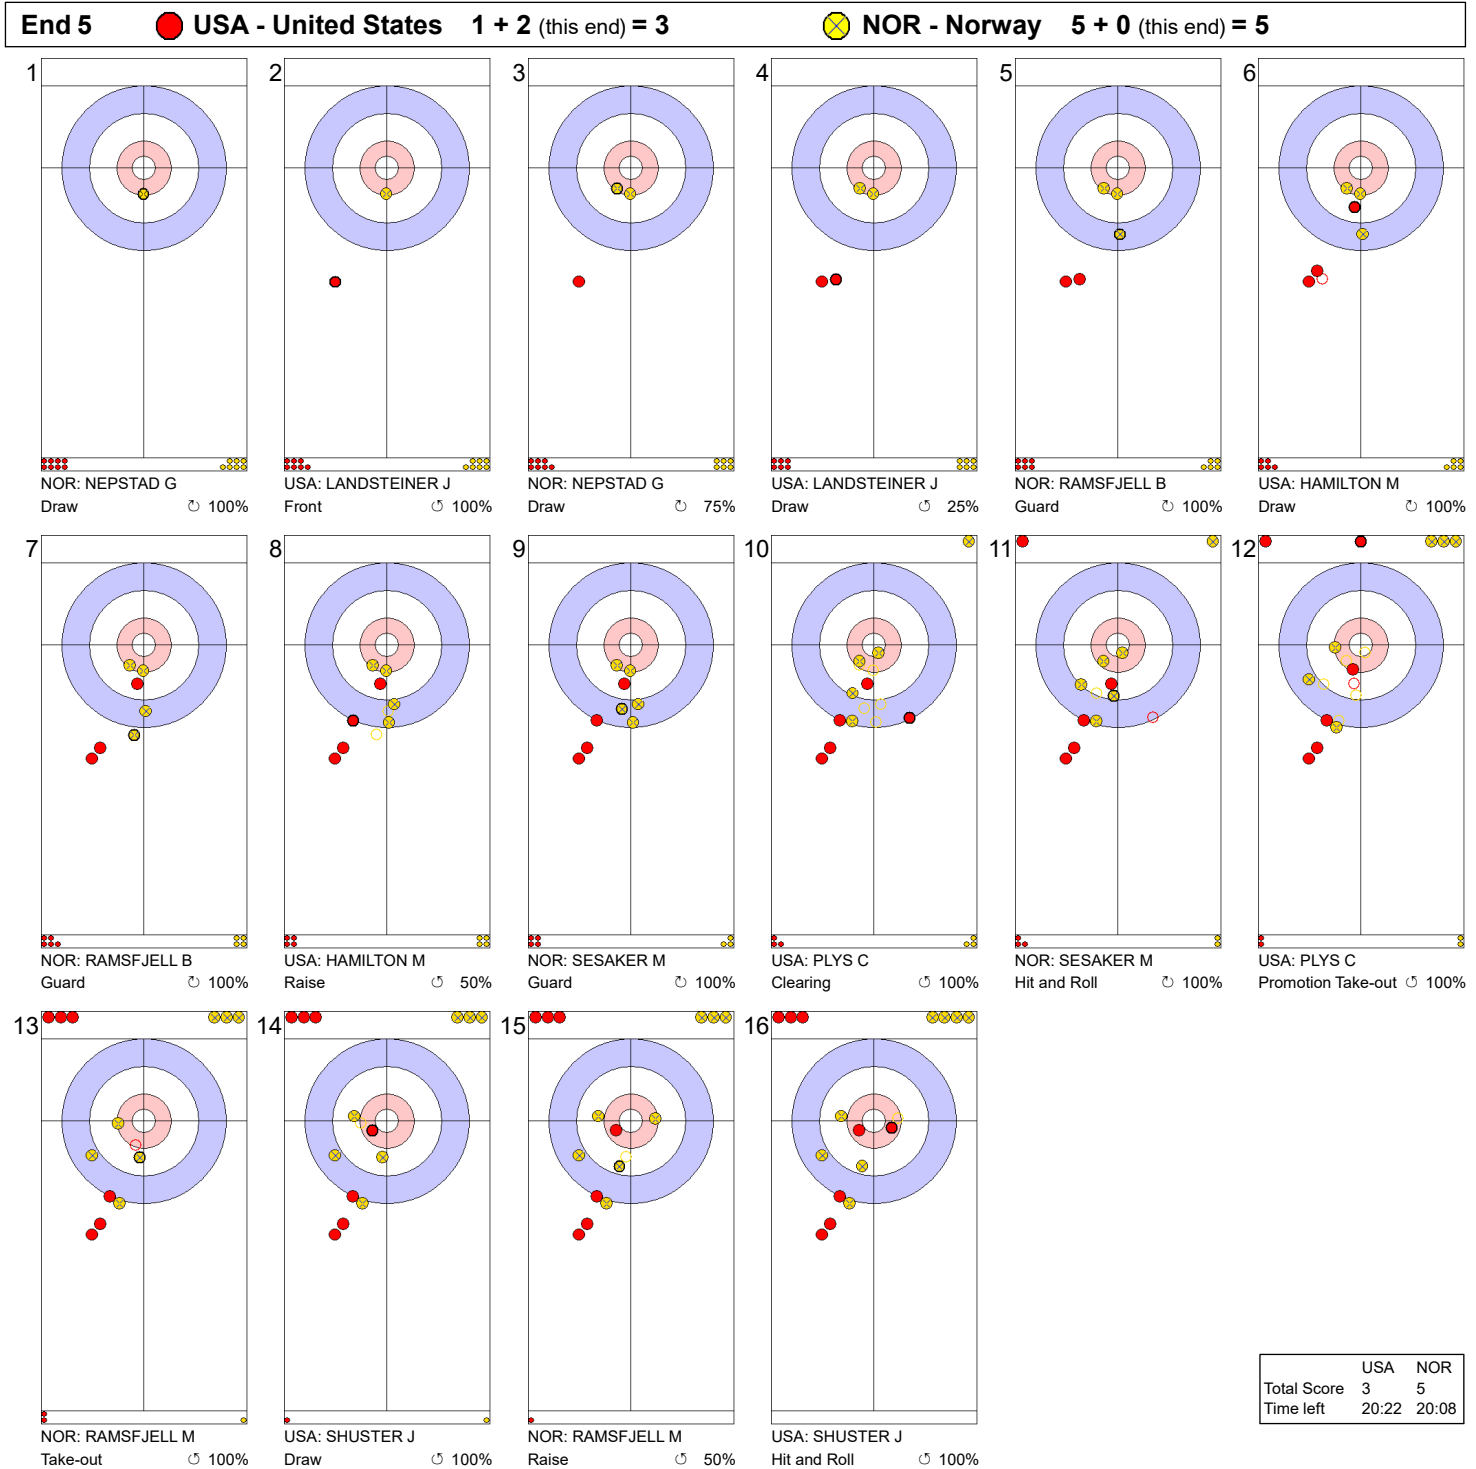 End 5 USA - United States 1 + 2 (this end) = 3 NOR - Norway 5 + 0 (this end) = 5
1 2 3 4 5 6
NOR: NEPSTAD G USA: LANDSTEINER J NOR: NEPSTAD G USA: LANDSTEINER J NOR: RAMSFJELL B USA: HAMILTON M
Draw ↻ 100% Front ↺ 100% Draw ↻ 75% Draw ↺ 25% Guard ↻ 100% Draw ↻ 100%
7 8 9 10 11 12
NOR: RAMSFJELL B USA: HAMILTON M NOR: SESAKER M USA: PLYS C NOR: SESAKER M USA: PLYS C
Guard ↻ 100% Raise ↺ 50% Guard ↻ 100% Clearing ↺ 100% Hit and Roll ↻ 100% Promotion Take-out ↺ 100%
13 14 15 16
NOR: RAMSFJELL M USA: SHUSTER J NOR: RAMSFJELL M USA: SHUSTER J
Take-out ↺ 100% Draw ↺ 100% Raise ↺ 50% Hit and Roll ↺ 100%
USA NOR
Total Score 3 5
Time left 20:22 20:08